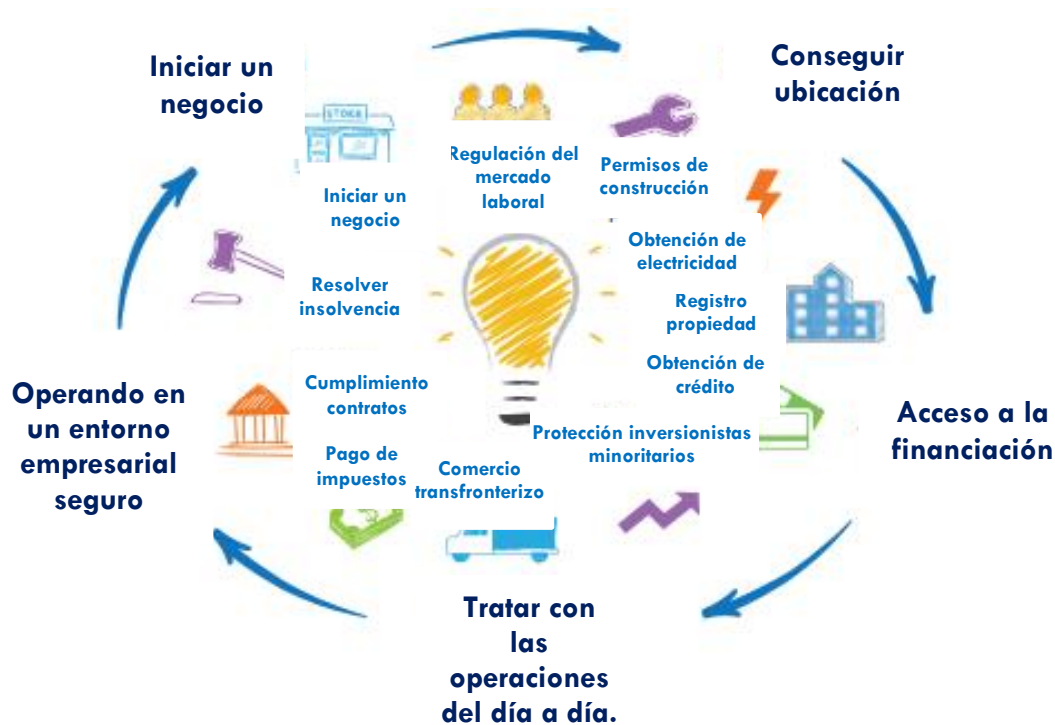 Iniciar un
negocio
Conseguir
ubicación
STORE
Regulación del
mercado
laboral
Permisos de
construcción
Iniciar un
negocio
Obtención de
electricidad
Resolver
insolvencia
Registro
propiedad
Obtención de
crédito
Cumplimiento
contratos
Operando en
un entorno
empresarial
seguro
Acceso a la
financiación
Protección inversionistas
minoritarios
Pago de
impuestos
Comercio
transfronterizo
Tratar con
las
operaciones
del día a día.